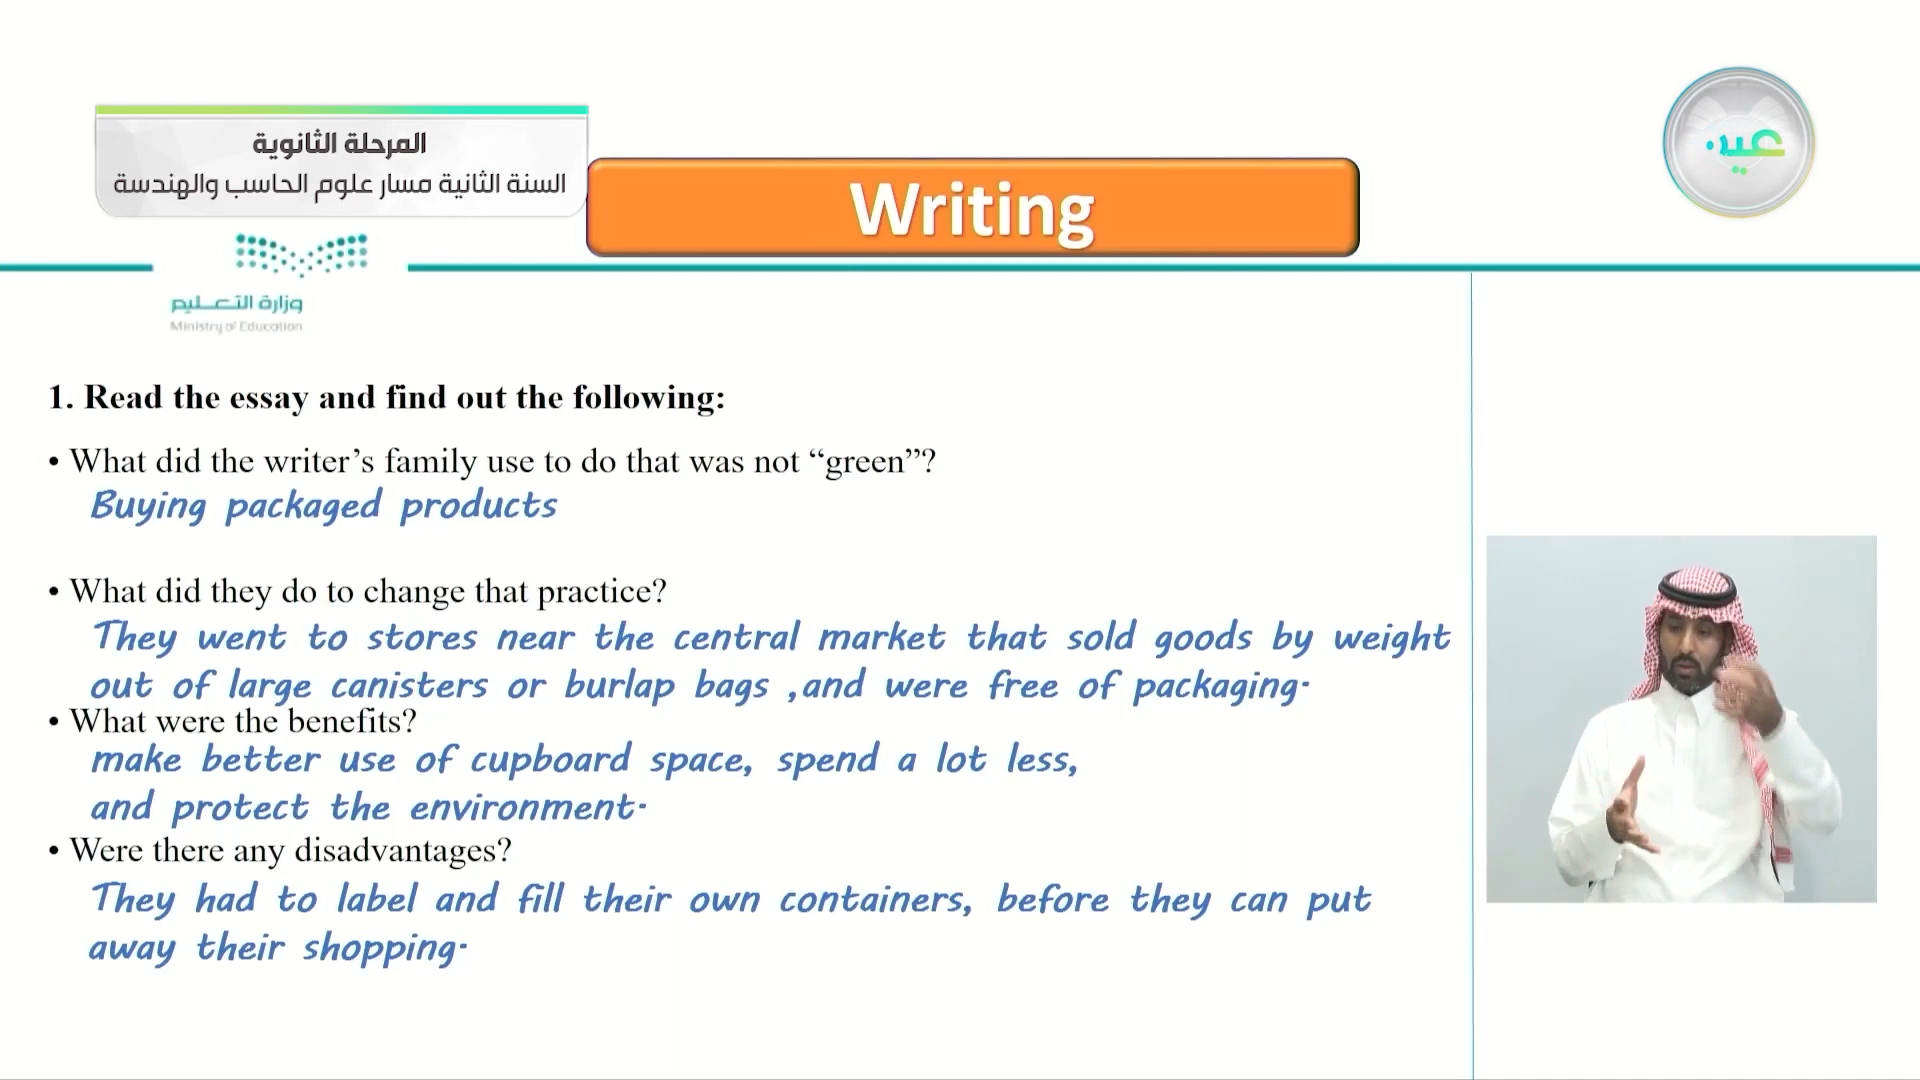 المرحلة الثانوية
السنة الثانية مسار علوم الحاسب والهندسة
Writing
عين
وزارة التعليم
Ministry of Education
1. Read the essay and find out the following:
• What did the writer’s family use to do that was not “green”?
Buying packaged products
• What did they do to change that practice?
They went to stores near the central market that sold goods by weight
out of large canisters or burlap bags ,and were free of packaging.
• What were the benefits?
make better use of cupboard space, spend a lot less,
and protect the environment.
• Were there any disadvantages?
They had to label and fill their own containers, before they can put
away their shopping.